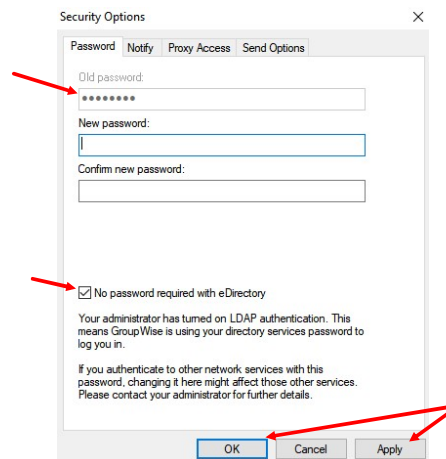 Security Options
Password Notify Proxy Access Send Options
Old password:
New password:
Confirm new password:
No password required with eDirectory
Your administrator has turned on LDAP authentication. This
means GroupWise is using your directory services password to
log you in.
If you authenticate to other network services with this
password, changing it here might affect those other services.
Please contact your administrator for further details.
OK Cancel Apply